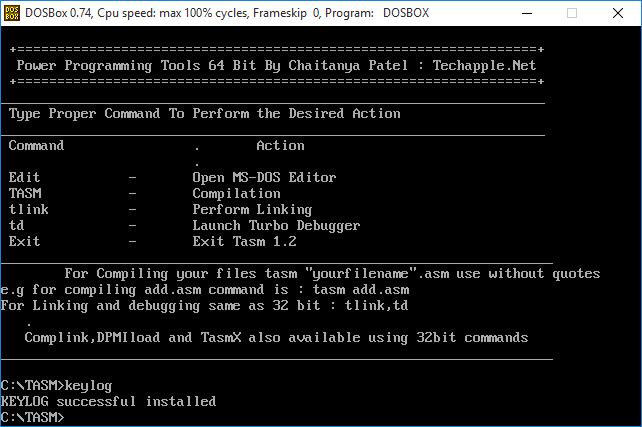 DOSBox 0.74, Cpu speed: max 100% cycles, Frameskip 0, Program: DOSBOX
+=================================================================+
Power Programming Tools 64 Bit By Chaitanya Patel : Techapple.Net
+=================================================================+
Type Proper Command To Perform the Desired Action
Command . Action
.
Edit - Open MS-DOS Editor
TASM - Compilation
tlink - Perform Linking
td - Launch Turbo Debugger
Exit - Exit Tasm 1.2
For Compiling your files tasm "yourfilename".asm use without quotes
e.g for compiling add.asm command is : tasm add.asm
For Linking and debugging same as 32 bit : tlink,td
.
Complink,DPMIload and TasmX also available using 32bit commands
C:\TASM>keylog
KEYLOG successful installed
C:\TASM>